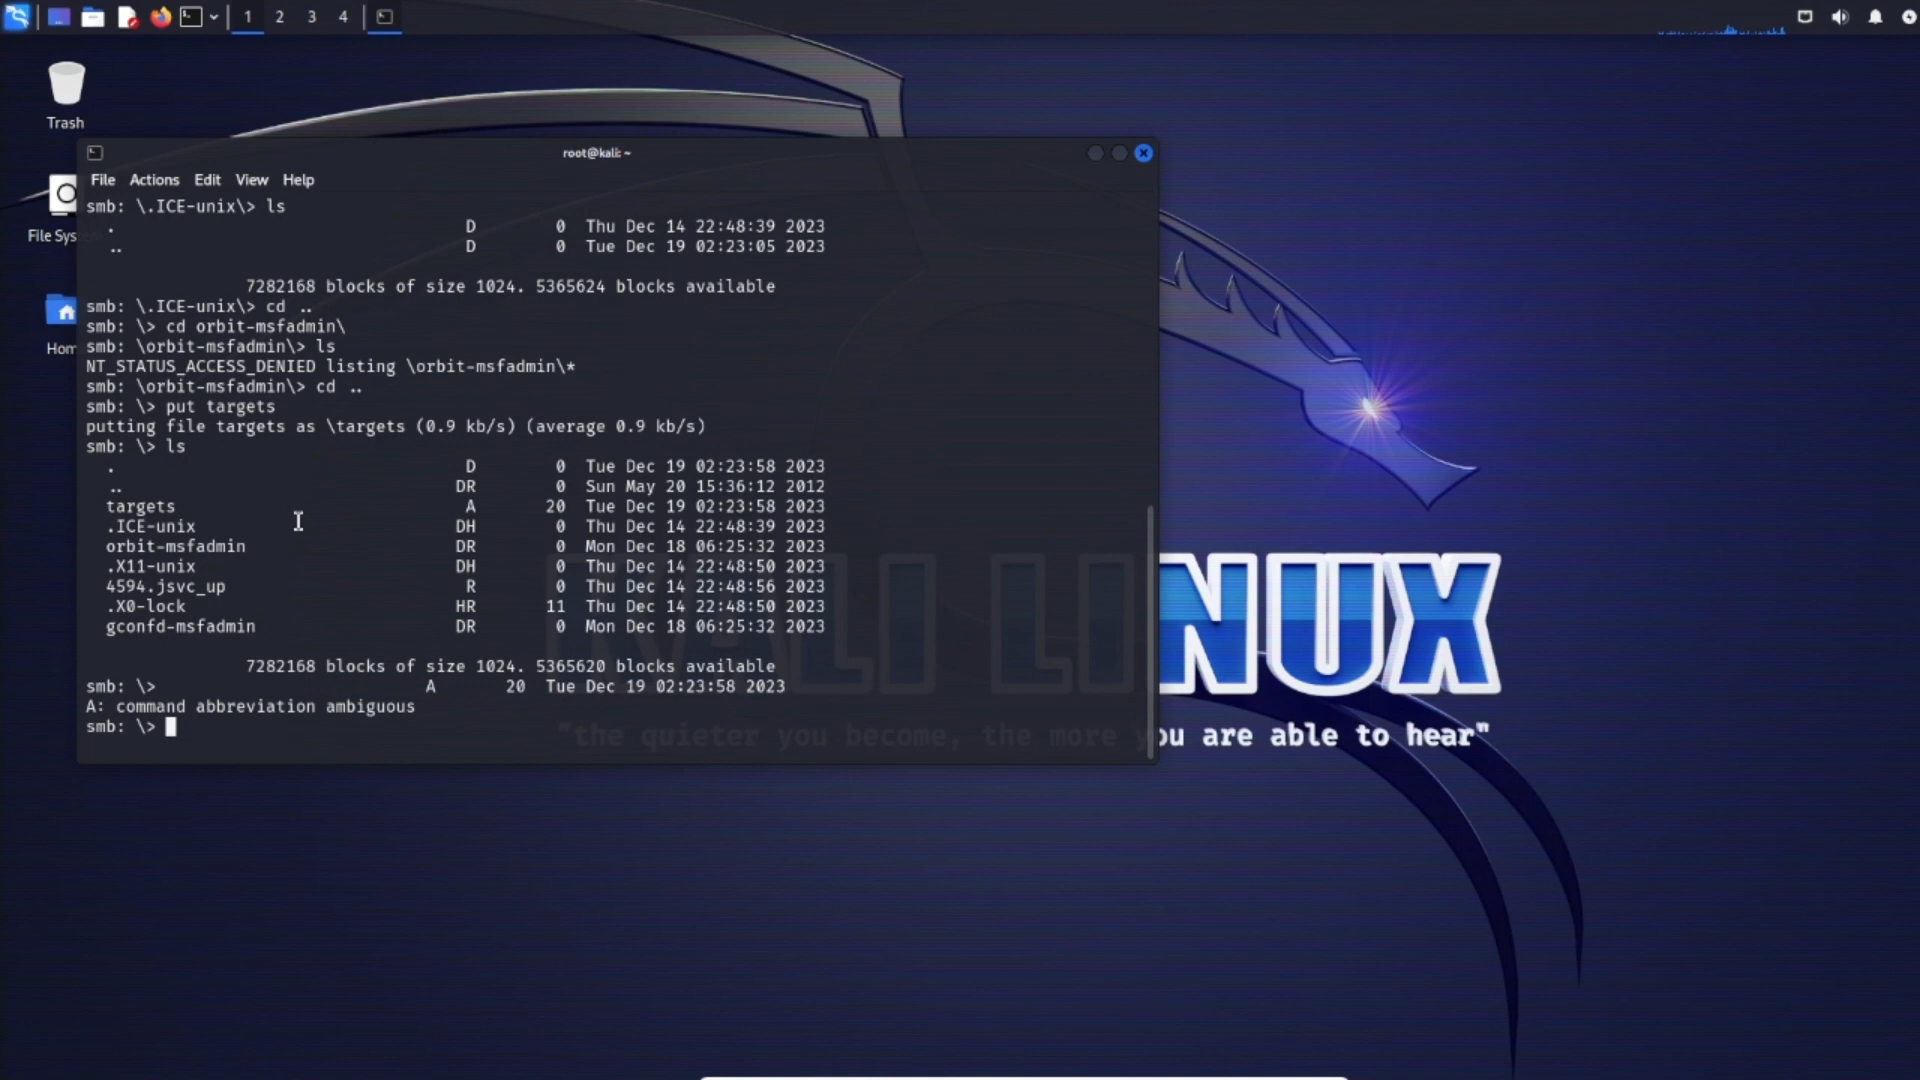 1 2 3 4
Trash
root@kali: ~
File Actions Edit View Help
File Sys
Hom
smb: \.ICE-unix\> ls
. D 0 Thu Dec 14 22:48:39 2023
.. D 0 Tue Dec 19 02:23:05 2023
7282168 blocks of size 1024. 5365624 blocks available
smb: \.ICE-unix\> cd ..
smb: \> cd orbit-msfadmin\
smb: \orbit-msfadmin\> ls
NT_STATUS_ACCESS_DENIED listing \orbit-msfadmin\*
smb: \orbit-msfadmin\> cd ..
smb: \> put targets
putting file targets as \targets (0.9 kb/s) (average 0.9 kb/s)
smb: \> ls
. D 0 Tue Dec 19 02:23:58 2023
.. DR 0 Sun May 20 15:36:12 2012
targets A 20 Tue Dec 19 02:23:58 2023
.ICE-unix DH 0 Thu Dec 14 22:48:39 2023
orbit-msfadmin DR 0 Mon Dec 18 06:25:32 2023
.X11-unix DH 0 Thu Dec 14 22:48:50 2023
4594.jsvc_up R 0 Thu Dec 14 22:48:56 2023
.X0-lock HR 11 Thu Dec 14 22:48:50 2023
gconfd-msfadmin DR 0 Mon Dec 18 06:25:32 2023
7282168 blocks of size 1024. 5365620 blocks available
smb: \> A 20 Tue Dec 19 02:23:58 2023
A: command abbreviation ambiguous
smb: \>
KALI LINUX
"the quieter you become, the more you are able to hear"